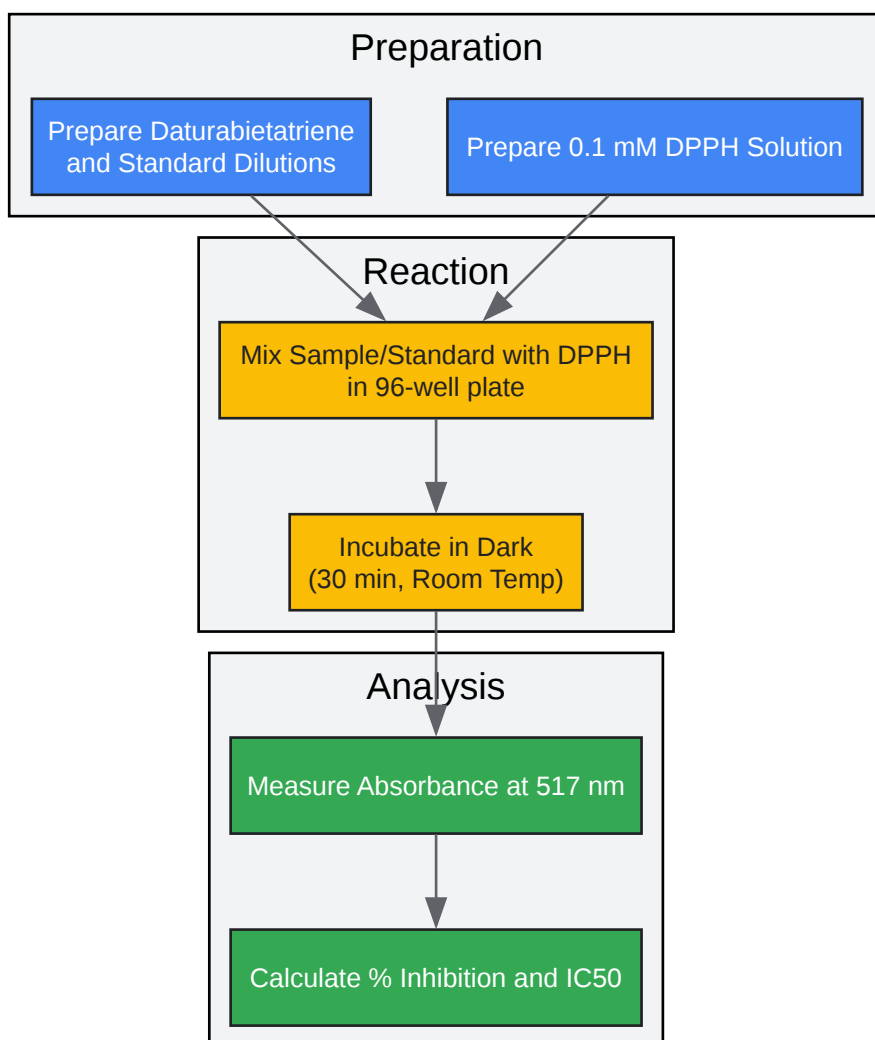 Preparation
Prepare Daturabietatriene
and Standard Dilutions
Prepare 0.1 mM DPPH Solution
Reaction
Mix Sample/Standard with DPPH
in 96-well plate
Incubate in Dark
(30 min, Room Temp)
Analysis
Measure Absorbance at 517 nm
Calculate % Inhibition and IC50